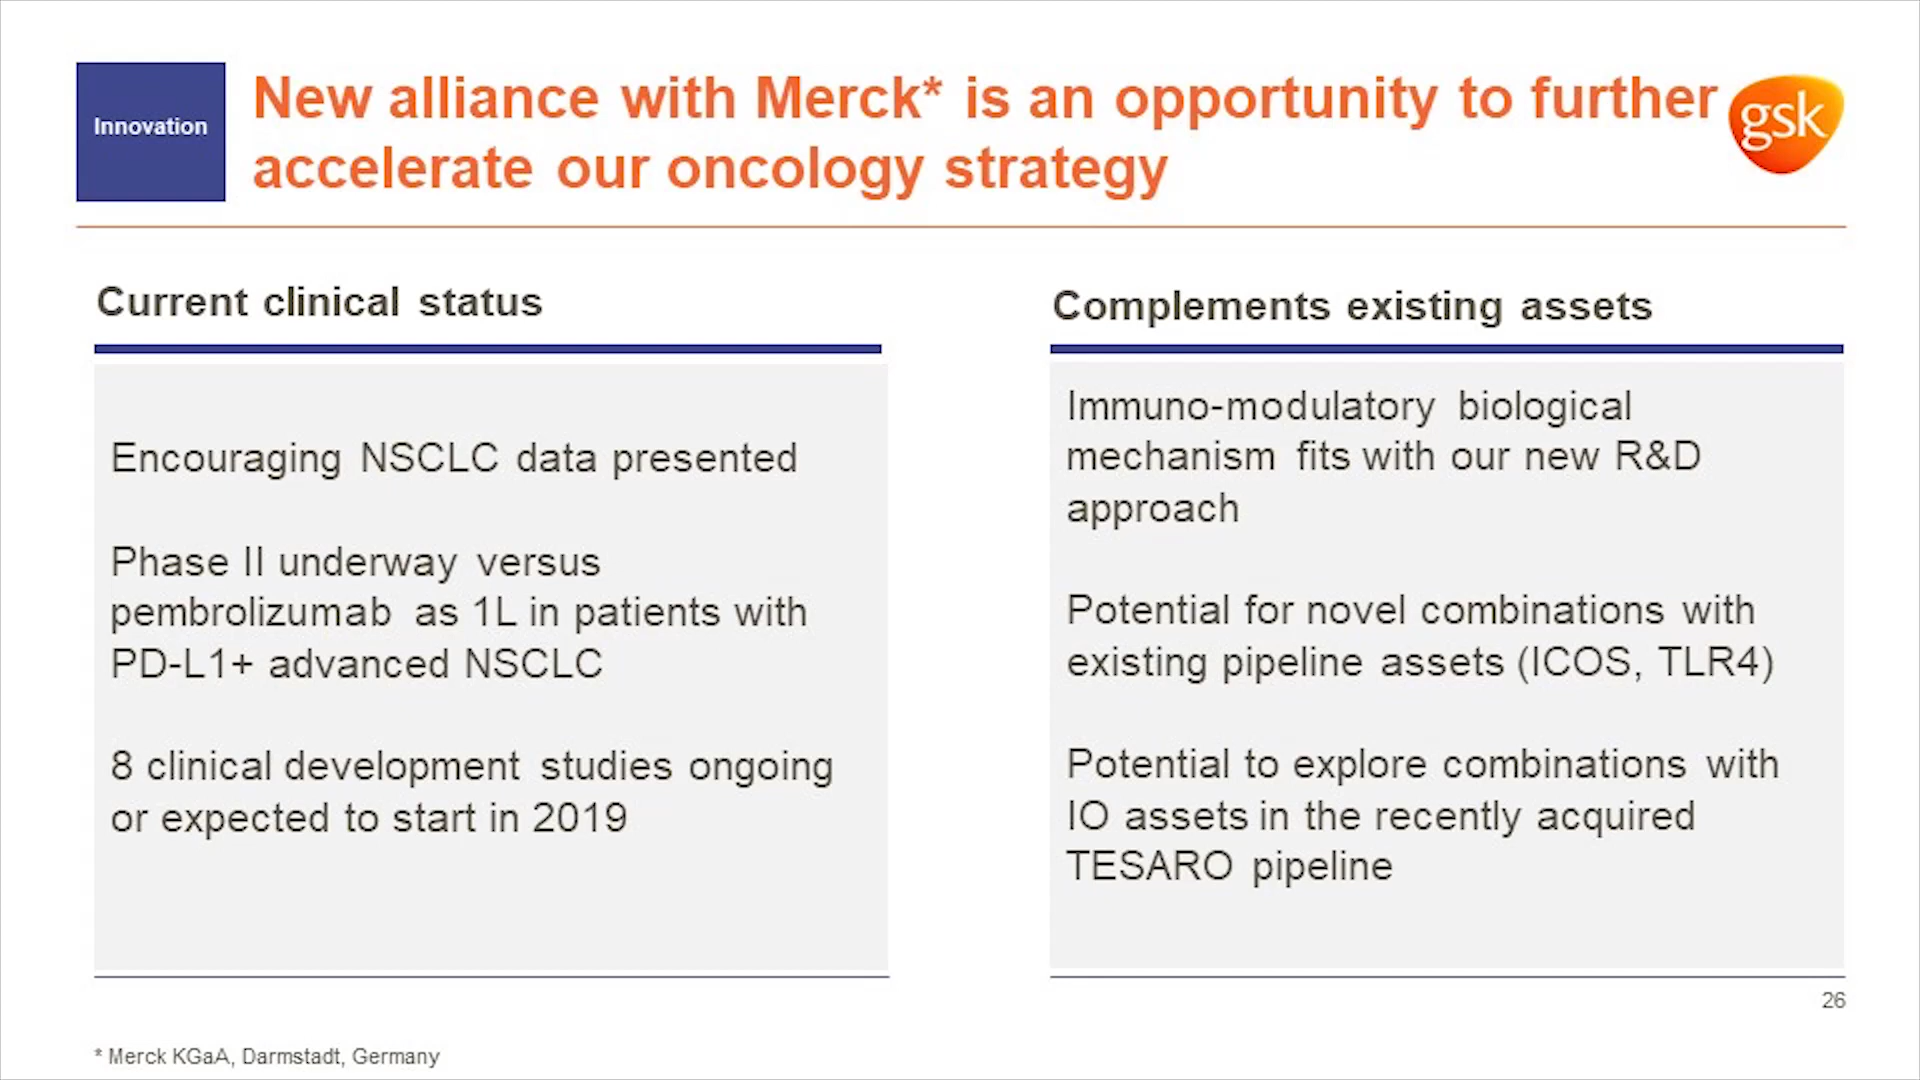 Innovation
New alliance with Merck* is an opportunity to further
accelerate our oncology strategy
gsk
Current clinical status
Encouraging NSCLC data presented
Phase II underway versus
pembrolizumab as 1L in patients with
PD-L1+ advanced NSCLC
8 clinical development studies ongoing
or expected to start in 2019
Complements existing assets
Immuno-modulatory biological
mechanism fits with our new R&D
approach
Potential for novel combinations with
existing pipeline assets (ICOS, TLR4)
Potential to explore combinations with
IO assets in the recently acquired
TESARO pipeline
26
* Merck KGaA, Darmstadt, Germany